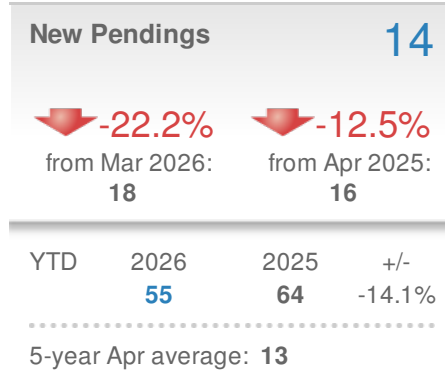 New Pendings 14
-22.2% -12.5%
from Mar 2026: from Apr 2025:
18 16
YTD 2026 2025 +/-
55 64 -14.1%
5-year Apr average: 13